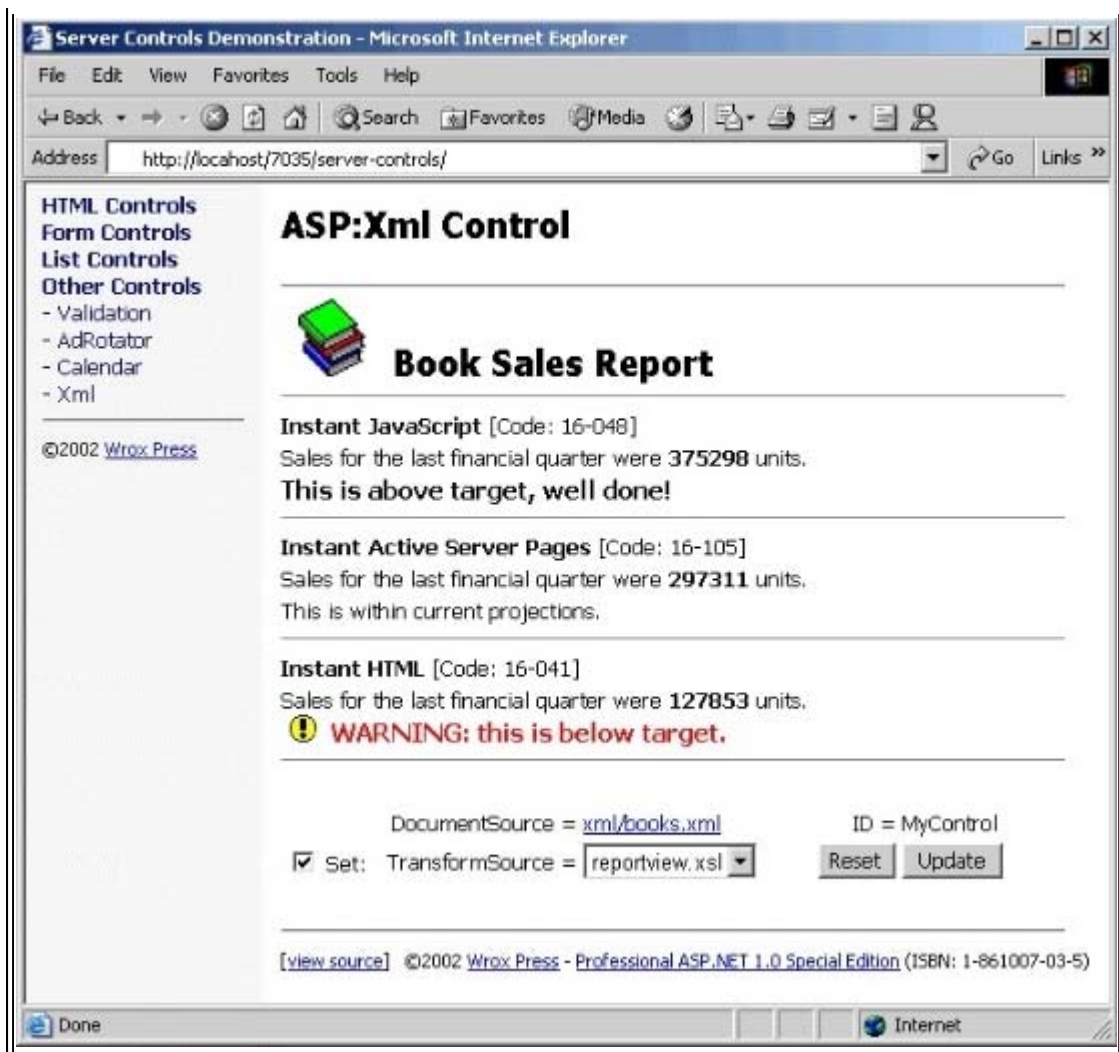 Server Controls Demonstration - Microsoft Internet Explorer
File Edit View Favorites Tools Help
Back Search Favorites Media
Address http://locahost/7035/server-controls/ Go Links »
HTML Controls
Form Controls
List Controls
Other Controls
- Validation
- AdRotator
- Calendar
- Xml
©2002 Wrox Press
ASP:Xml Control
Book Sales Report
Instant JavaScript [Code: 16-048]
Sales for the last financial quarter were 375298 units.
This is above target, well done!
Instant Active Server Pages [Code: 16-105]
Sales for the last financial quarter were 297311 units.
This is within current projections.
Instant HTML [Code: 16-041]
Sales for the last financial quarter were 127853 units.
WARNING: this is below target.
DocumentSource = xml/books.xml ID = MyControl
Set: TransformSource = reportview.xsl Reset Update
[view source] ©2002 Wrox Press - Professional ASP.NET 1.0 Special Edition (ISBN: 1-861007-03-5)
Done Internet